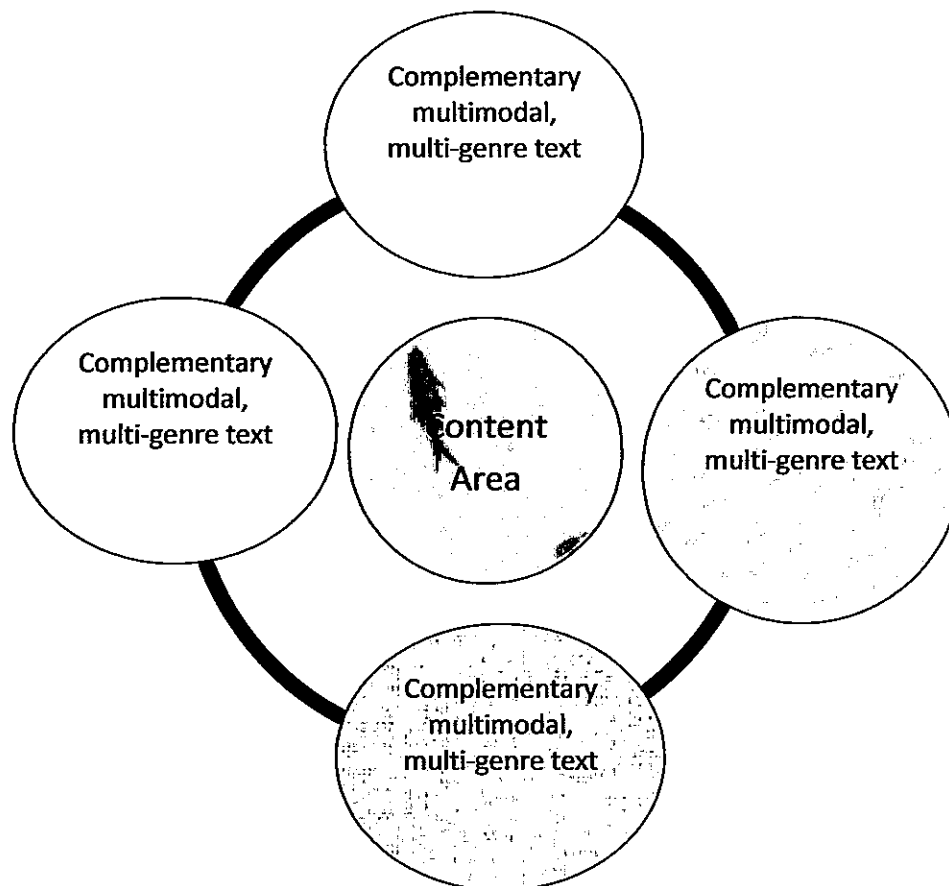 Complementary
multimodal,
multi-genre text
Complementary
multimodal,
multi-genre text
Content
Area
Complementary
multimodal,
multi-genre text
Complementary
multimodal,
multi-genre text